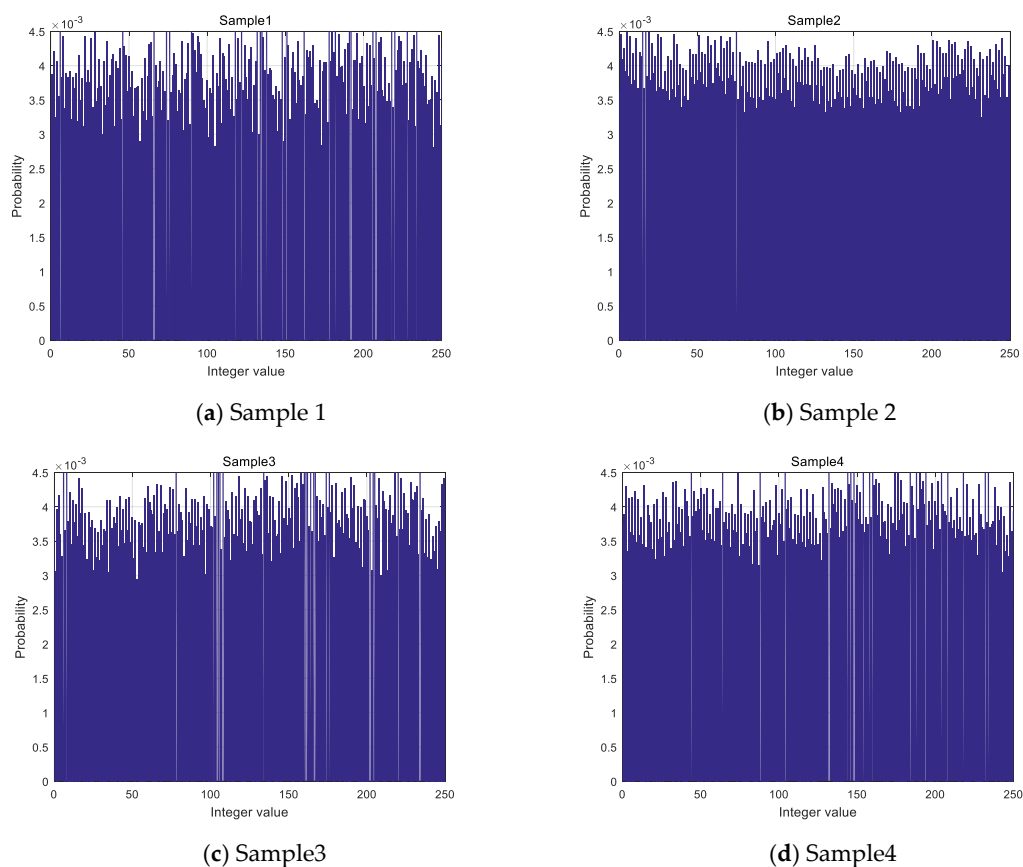 Sample1
× 10⁻³
4.5
4
3.5
3
2.5
2
1.5
1
0.5
0
Probability
0 50 100 150 200 250
Integer value
(a) Sample 1
Sample2
× 10⁻³
4.5
4
3.5
3
2.5
2
1.5
1
0.5
0
Probability
0 50 100 150 200 250
Integer value
(b) Sample 2
Sample3
× 10⁻³
4.5
4
3.5
3
2.5
2
1.5
1
0.5
0
Probability
0 50 100 150 200 250
Integer value
(c) Sample3
Sample4
× 10⁻³
4.5
4
3.5
3
2.5
2
1.5
1
0.5
0
Probability
0 50 100 150 200 250
Integer value
(d) Sample4